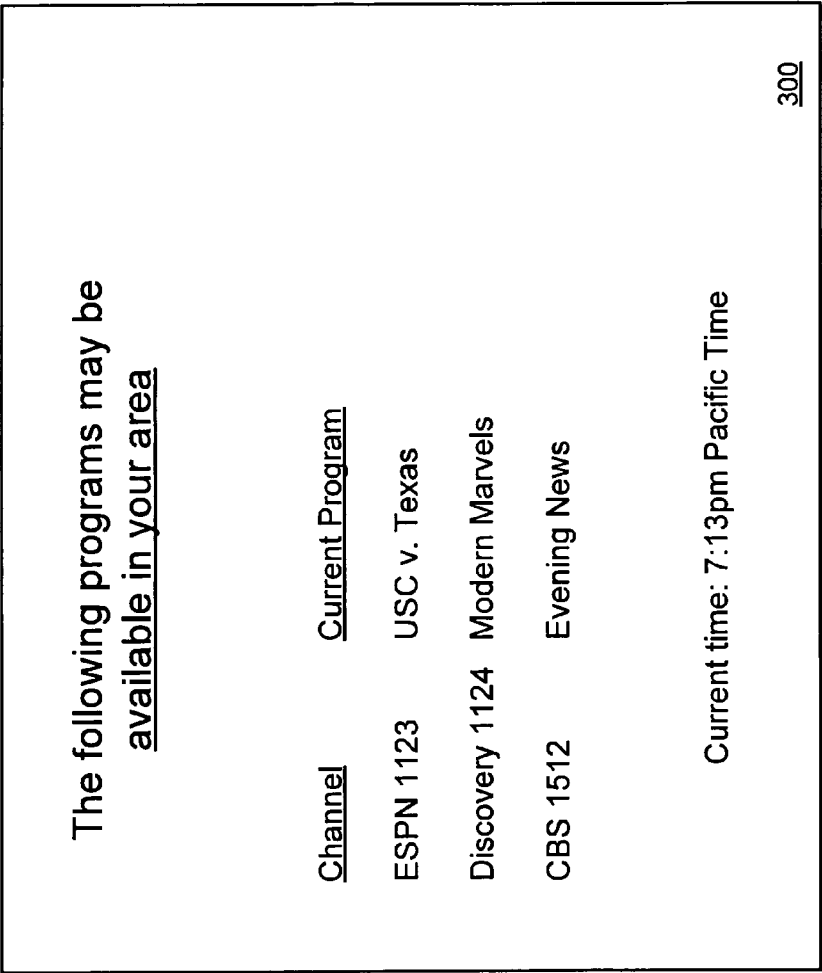 The following programs may be
available in your area
Channel Current Program
ESPN 1123 USC v. Texas
Discovery 1124 Modern Marvels
CBS 1512 Evening News
Current time: 7:13pm Pacific Time
300